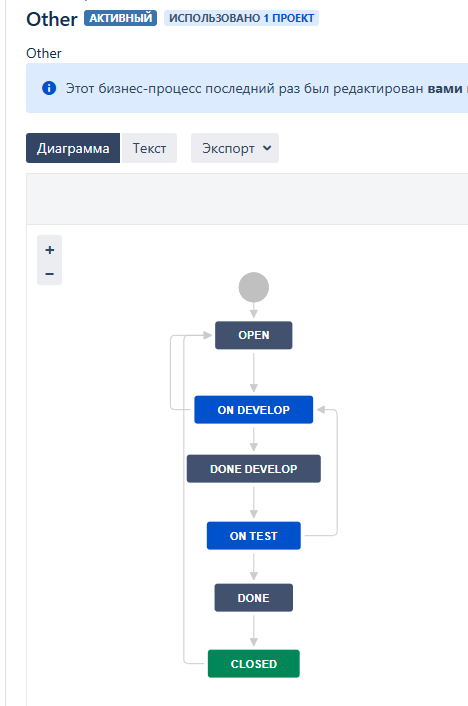 Other АКТИВНЫЙ ИСПОЛЬЗОВАНО 1 ПРОЕКТ
Other
Этот бизнес-процесс последний раз был редактирован вами
Диаграмма Текст Экспорт
+
−
OPEN
ON DEVELOP
DONE DEVELOP
ON TEST
DONE
CLOSED